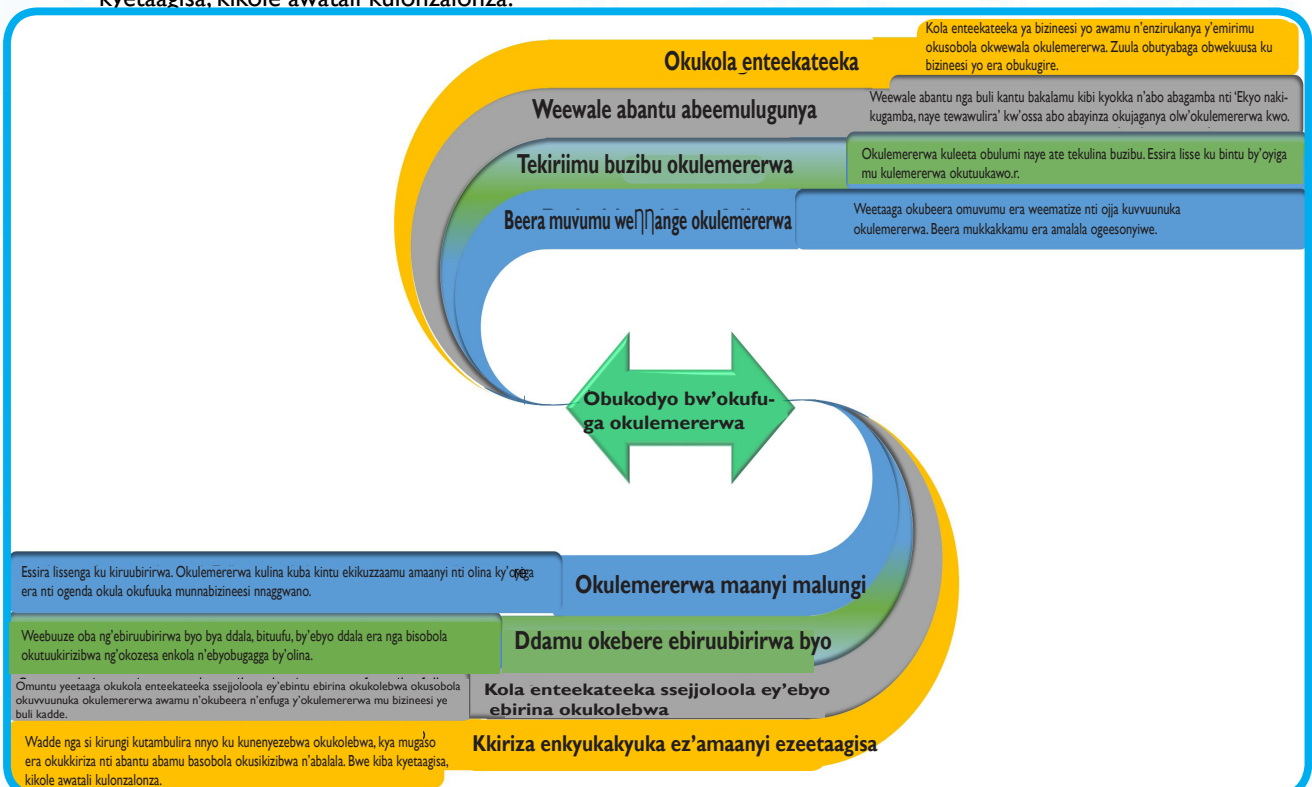 kyetaagisa, kikole awatali kulonzalonza.
Okukola enteekateeka
Kola enteekateeka ya bizineesi yo awamu n'enzirukanya y'emirimu
okusobola okwewala okulemererwa. Zuula obutyabaga obwekuusa ku
bizineesi yo era obukugire.
Weewale abantu abeemulugunya
Weewale abantu nga buli kantu bakalamu kibi kyokka n'abo abagamba nti 'Ekyo naki-
kugamba, naye tewawulira' kw'ossa abo abayinza okujaganya olw'okulemererwa kwo.
Tekiriimu buzibu okulemererwa
Okulemererwa kuleeta obulumi naye ate tekulina buzibu. Essira lisse ku bintu by'oyiga
mu kulemererwa okutuukawo.r.
Beera muvumu weŊŊange okulemererwa
Weetaaga okubeera omuvumu era weematize nti ojja kuvvuunuka
okulemererwa. Beera mukkakkamu era amalala ogeesonyiwe.
Obukodyo bw'okufu-
ga okulemererwa
Essira lissenga ku kiruubirirwa. Okulemererwa kulina kuba kintu ekikuzzaamu amaanyi nti olina ky'oyiga
era nti ogenda okula okufuuka munnabizineesi nnaggwano.
Okulemererwa maanyi malungi
Weebuuze oba ng'ebiruubirirwa byo bya ddala, bituufu, by'ebyo ddala era nga bisobola
okutuukirizibwa ng'okozesa enkola n'ebyobugagga by'olina.
Ddamu okebere ebiruubirirwa byo
Omuntu yeetaaga okukola enteekateeka ssejjoloola ey'ebintu ebirina okukolebwa okusobola
okuvvuunuka okulemererwa awamu n'okubeera n'enfuga y'okulemererwa mu bizineesi ye
buli kadde.
Kola enteekateeka ssejjoloola ey'ebyo
ebirina okukolebwa
Wadde nga si kirungi kutambulira nnyo ku kunenyezebwa okukolebwa, kya mugaso
era okukkiriza nti abantu abamu basobola okusikizibwa n'abalala. Bwe kiba kyetaagisa,
kikole awatali kulonzalonza.
Kkiriza enkyukakyuka ez'amaanyi ezeetaagisa